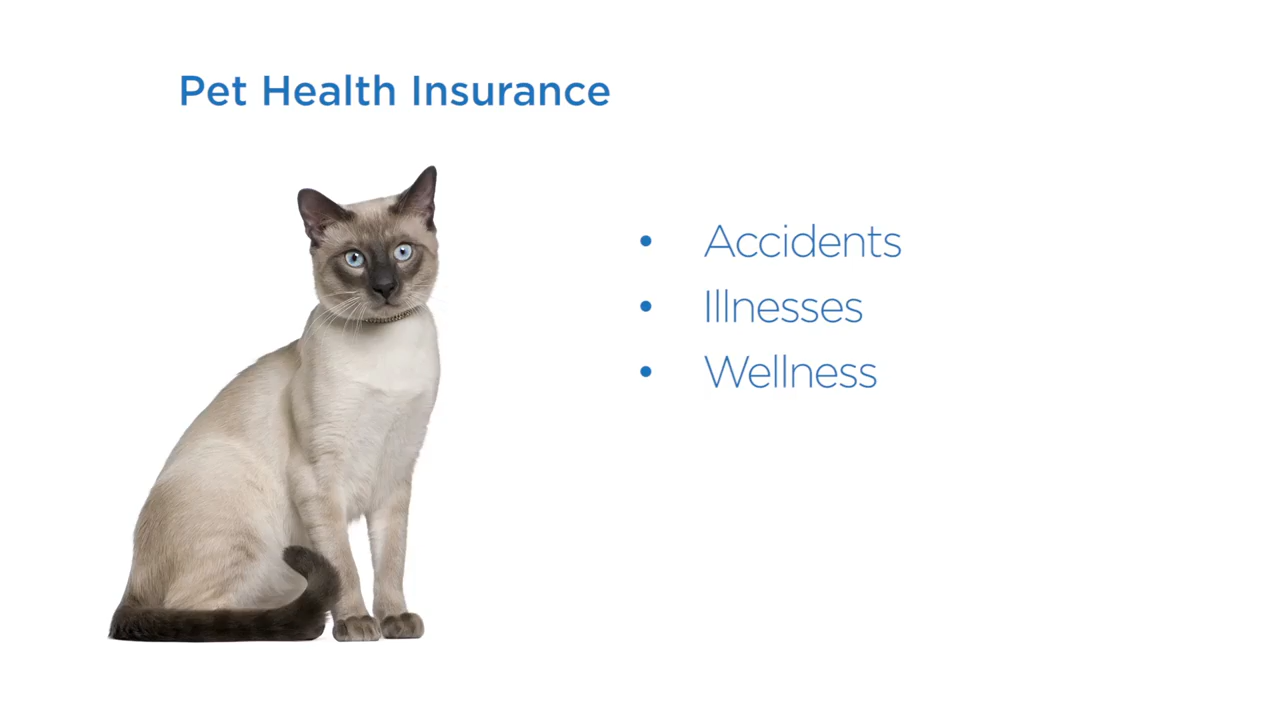 Pet Health Insurance
• Accidents
• Illnesses
• Wellness